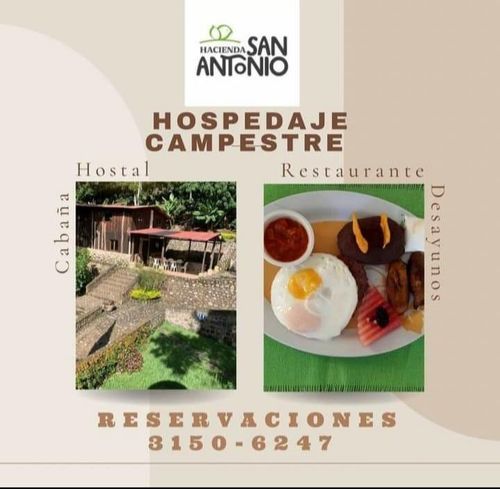 HACIENDA
SAN
ANTONIO
HOSPEDAJE
CAMPESTRE
Hostal
Restaurante
Cabaña
Desayunos
RESERVACIONES
3150-6247